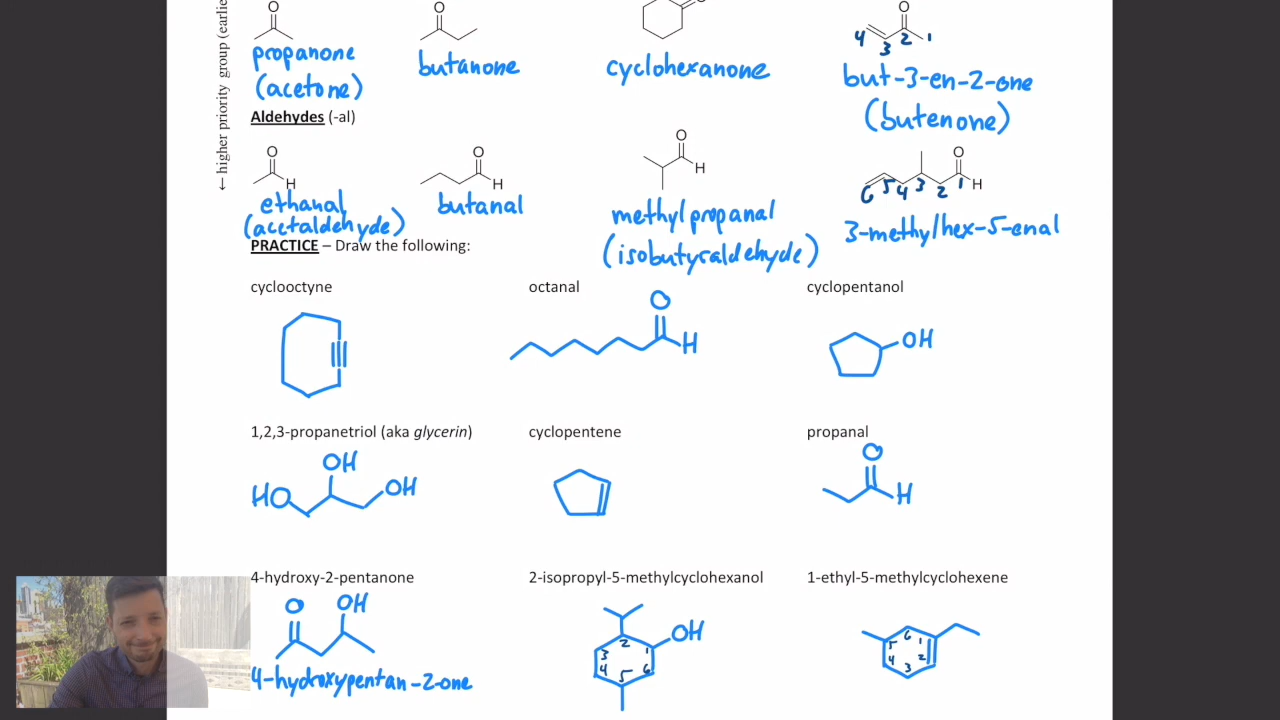 ← higher priority group (earlie
O O O O
4 3 2 1
propanone butanone cyclohexanone but-3-en-2-one
(acetone) (butenone)
Aldehydes (-al)
O H O H O H O H
6 5 4 3 2 1
ethanal butanal methylpropanal 3-methylhex-5-enal
(acetaldehyde) (isobutyraldehyde)
PRACTICE – Draw the following:
cyclooctyne octanal cyclopentanol
O H OH
1,2,3-propanetriol (aka glycerin) cyclopentene propanal
HO OH OH O H
4-hydroxy-2-pentanone 2-isopropyl-5-methylcyclohexanol 1-ethyl-5-methylcyclohexene
O OH OH
1 2 3 4 5 6
1 2 3 4 5 6
4-hydroxypentan-2-one